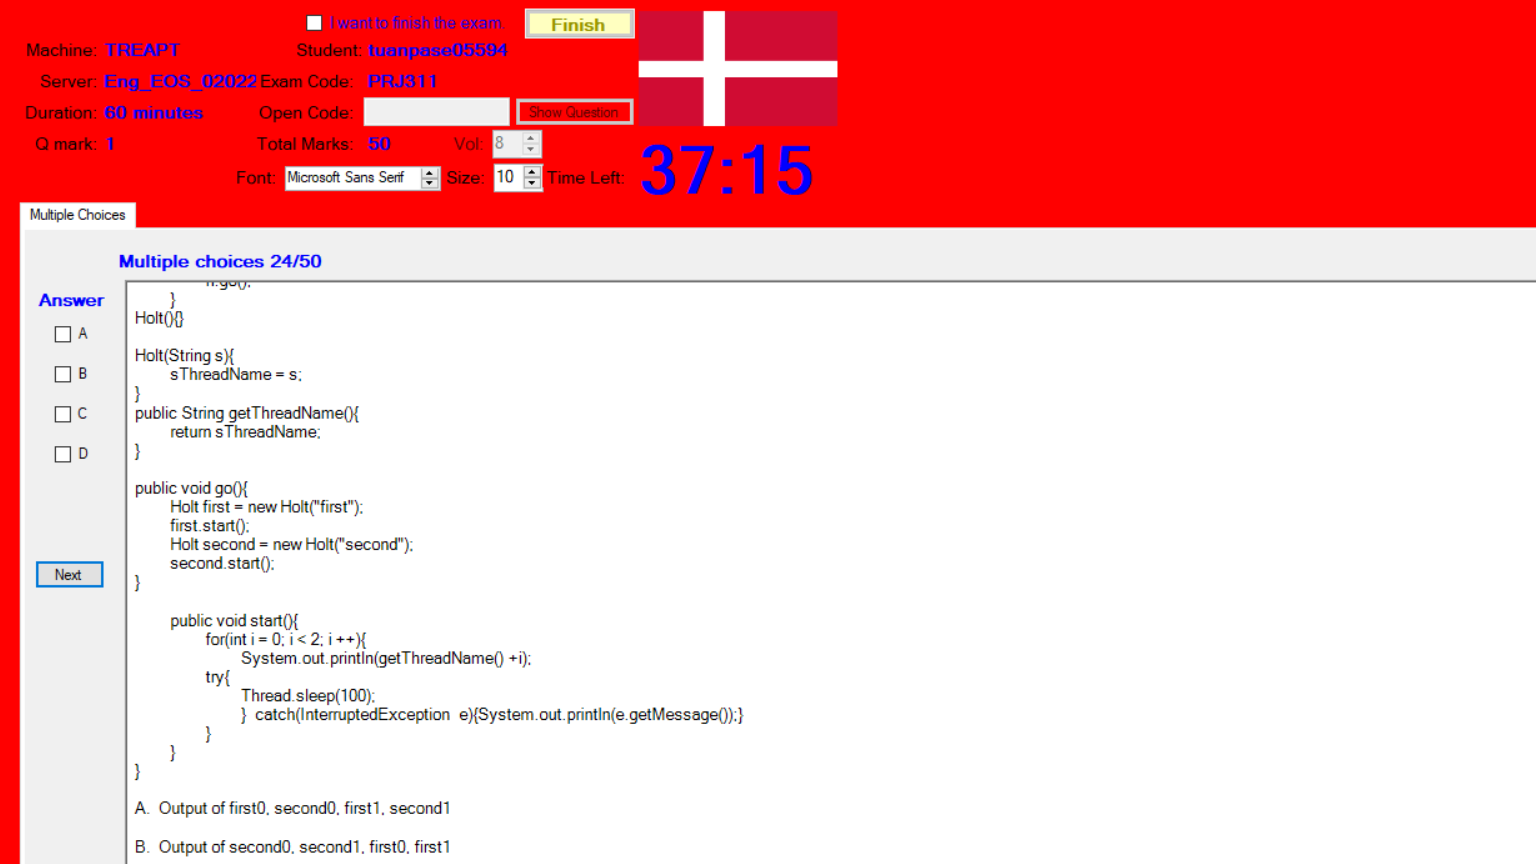 I want to finish the exam.
Finish
Machine: TREAPT
Student: tuanpase05594
Server: Eng_EOS_02022
Exam Code: PRJ311
Duration: 60 minutes
Open Code:
Show Question
Q mark: 1
Total Marks: 50
Vol: 8
Font: Microsoft Sans Serif
Size: 10
Time Left: 37:15
Multiple Choices
Multiple choices 24/50
Answer
A
B
C
D
Next
h.go();
}
Holt(){}
Holt(String s){
sThreadName = s;
}
public String getThreadName(){
return sThreadName;
}
public void go(){
Holt first = new Holt("first");
first.start();
Holt second = new Holt("second");
second.start();
}
public void start(){
for(int i = 0; i < 2; i ++){
System.out.println(getThreadName() +i);
try{
Thread.sleep(100);
} catch(InterruptedException e){System.out.println(e.getMessage());}
}
}
}
A. Output of first0, second0, first1, second1
B. Output of second0, second1, first0, first1